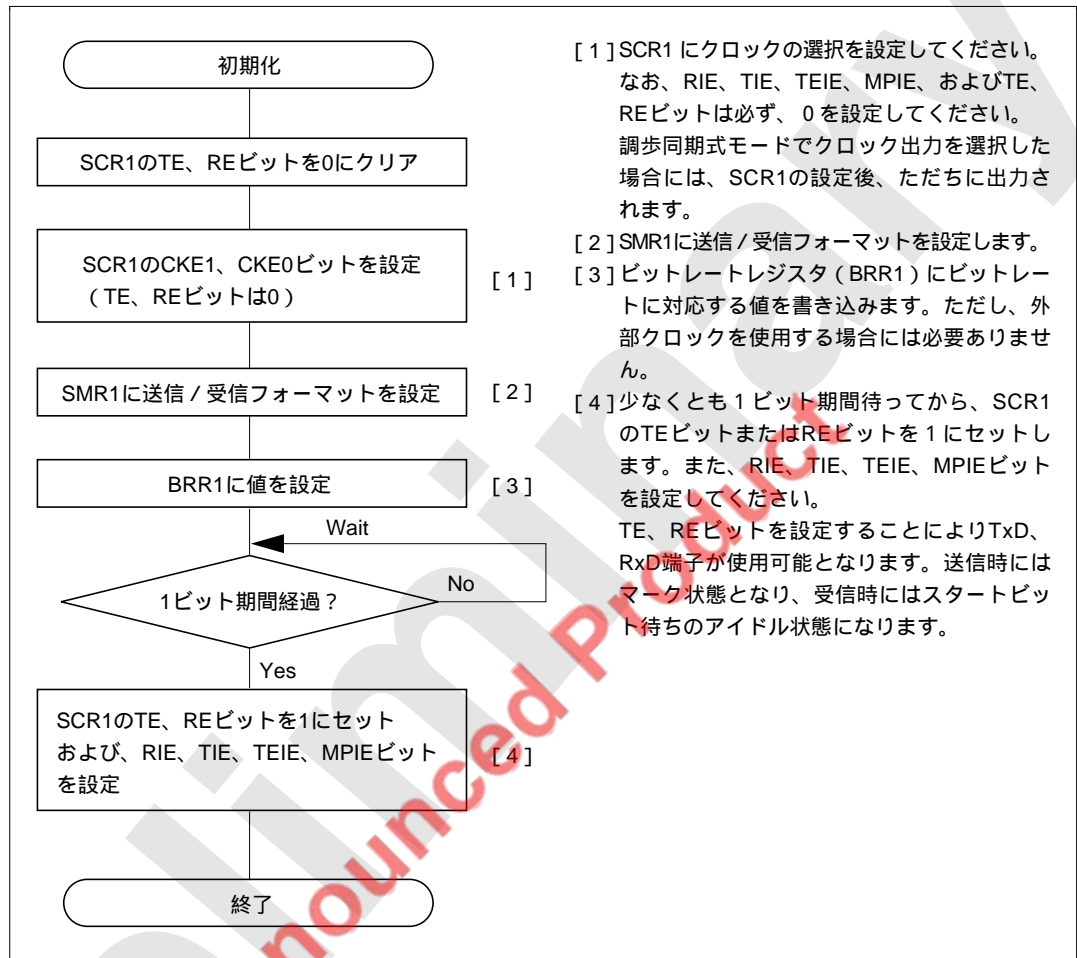 初期化
SCR1のTE、REビットを0にクリア
SCR1のCKE1、CKE0ビットを設定
（TE、REビットは0）
[1]
SMR1に送信/受信フォーマットを設定
[2]
BRR1に値を設定
[3]
Wait
1ビット期間経過？
No
Yes
SCR1のTE、REビットを1にセット
および、RIE、TIE、TEIE、MPIEビット
を設定
[4]
終了
[1]SCR1にクロックの選択を設定してください。
なお、RIE、TIE、TEIE、MPIE、およびTE、
REビットは必ず、0を設定してください。
調歩同期式モードでクロック出力を選択した
場合には、SCR1の設定後、ただちに出力さ
れます。
[2]SMR1に送信/受信フォーマットを設定します。
[3]ビットレートレジスタ（BRR1）にビットレー
トに対応する値を書き込みます。ただし、外
部クロックを使用する場合には必要ありませ
ん。
[4]少なくとも1ビット期間待ってから、SCR1
のTEビットまたはREビットを1にセットし
ます。また、RIE、TIE、TEIE、MPIEビット
を設定してください。
TE、REビットを設定することによりTxD、
RxD端子が使用可能となります。送信時には
マーク状態となり、受信時にはスタートビッ
ト待ちのアイドル状態になります。
nounced Product
liminary